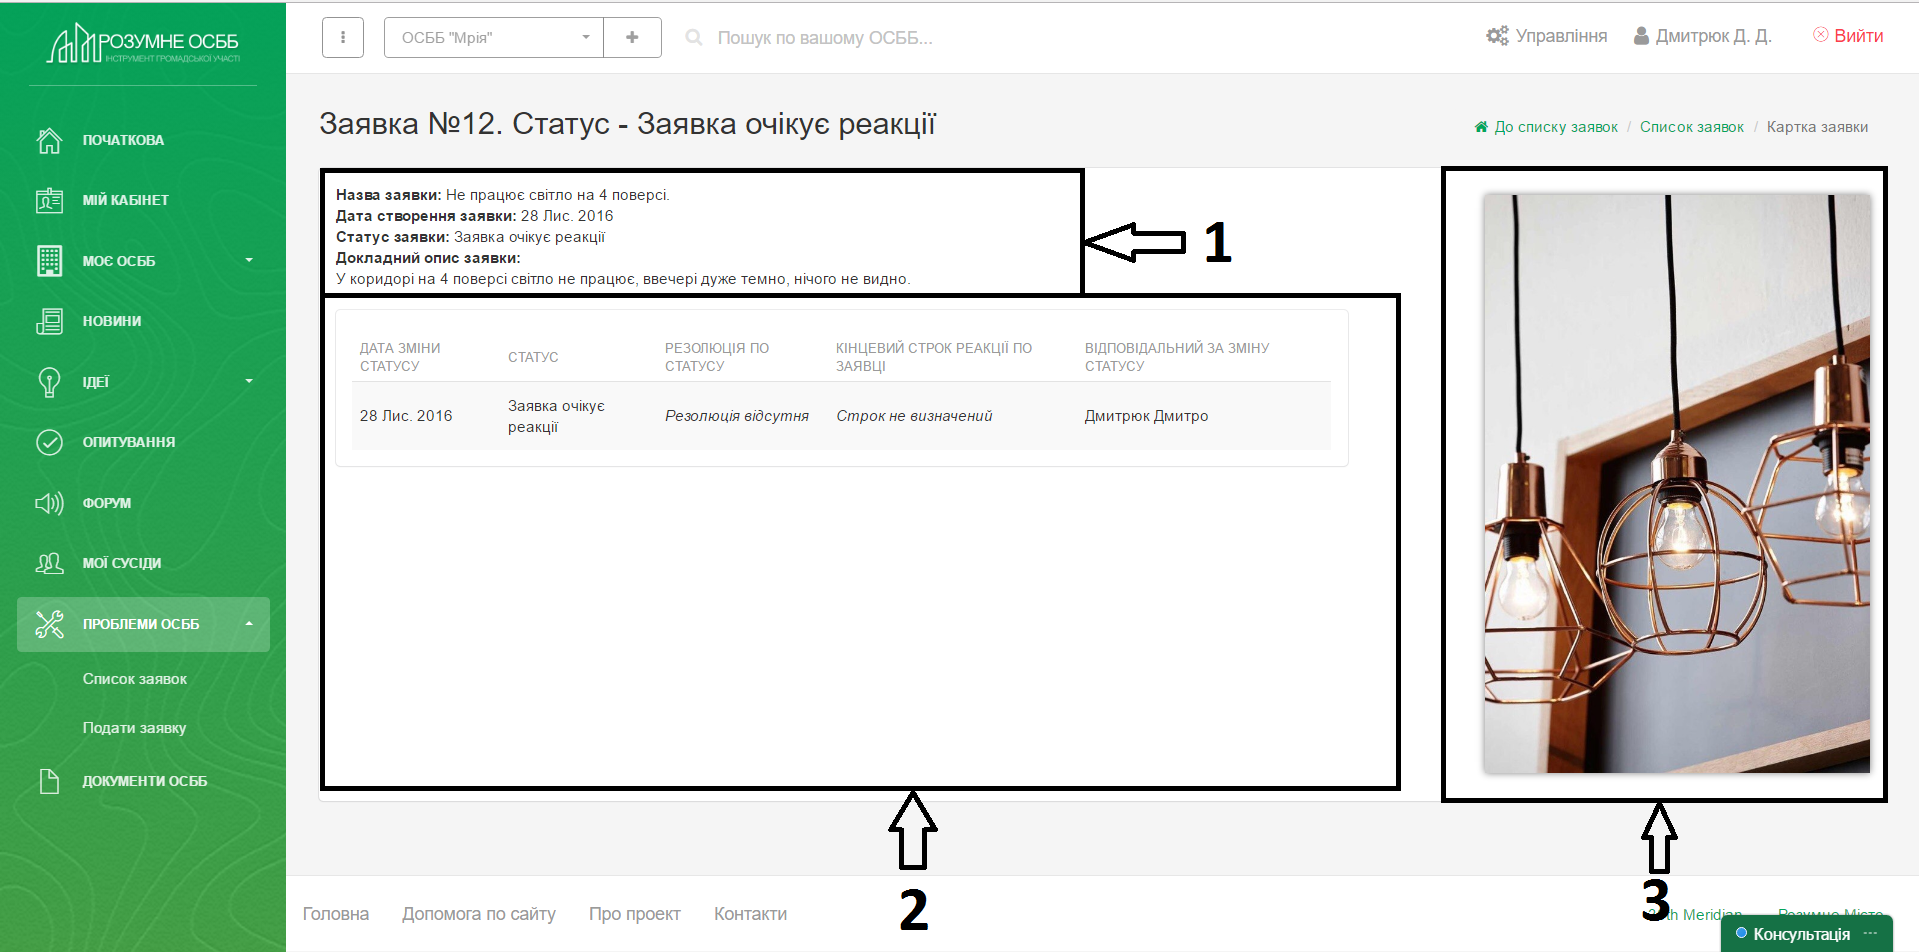 РОЗУМНЕ ОСББ
ІНСТРУМЕНТ ГРОМАДСЬКОЇ УЧАСТІ
ПОЧАТКОВА
МІЙ КАБІНЕТ
МОЄ ОСББ
НОВИНИ
ІДЕЇ
ОПИТУВАННЯ
ФОРУМ
МОЇ СУСІДИ
ПРОБЛЕМИ ОСББ
Список заявок
Подати заявку
ДОКУМЕНТИ ОСББ
ОСББ "Мрія"
Пошук по вашому ОСББ...
Управління
Дмитрюк Д. Д.
Вийти
Заявка №12. Статус - Заявка очікує реакції
До списку заявок / Список заявок / Картка заявки
Назва заявки: Не працює світло на 4 поверсі.
Дата створення заявки: 28 Лис. 2016
Статус заявки: Заявка очікує реакції
Докладний опис заявки:
У коридорі на 4 поверсі світло не працює, ввечері дуже темно, нічого не видно.
1
ДАТА ЗМІНИ СТАТУСУ
СТАТУС
РЕЗОЛЮЦІЯ ПО СТАТУСУ
КІНЦЕВИЙ СТРОК РЕАКЦІЇ ПО ЗАЯВЦІ
ВІДПОВІДАЛЬНИЙ ЗА ЗМІНУ СТАТУСУ
28 Лис. 2016
Заявка очікує реакції
Резолюція відсутня
Строк не визначений
Дмитрюк Дмитро
2
3
Головна
Допомога по сайту
Про проект
Контакти
Meridian
Розумне Місто
Консультація